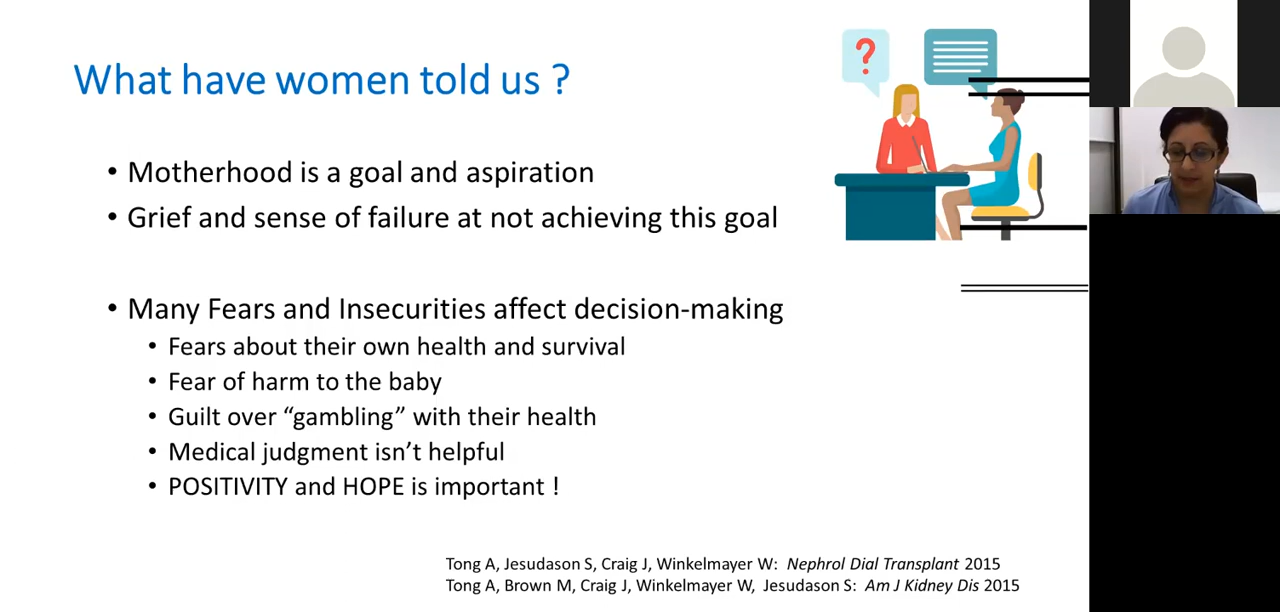 What have women told us ?
?
• Motherhood is a goal and aspiration
• Grief and sense of failure at not achieving this goal
• Many Fears and Insecurities affect decision-making
• Fears about their own health and survival
• Fear of harm to the baby
• Guilt over “gambling” with their health
• Medical judgment isn’t helpful
• POSITIVITY and HOPE is important !
Tong A, Jesudason S, Craig J, Winkelmayer W: Nephrol Dial Transplant 2015
Tong A, Brown M, Craig J, Winkelmayer W, Jesudason S: Am J Kidney Dis 2015